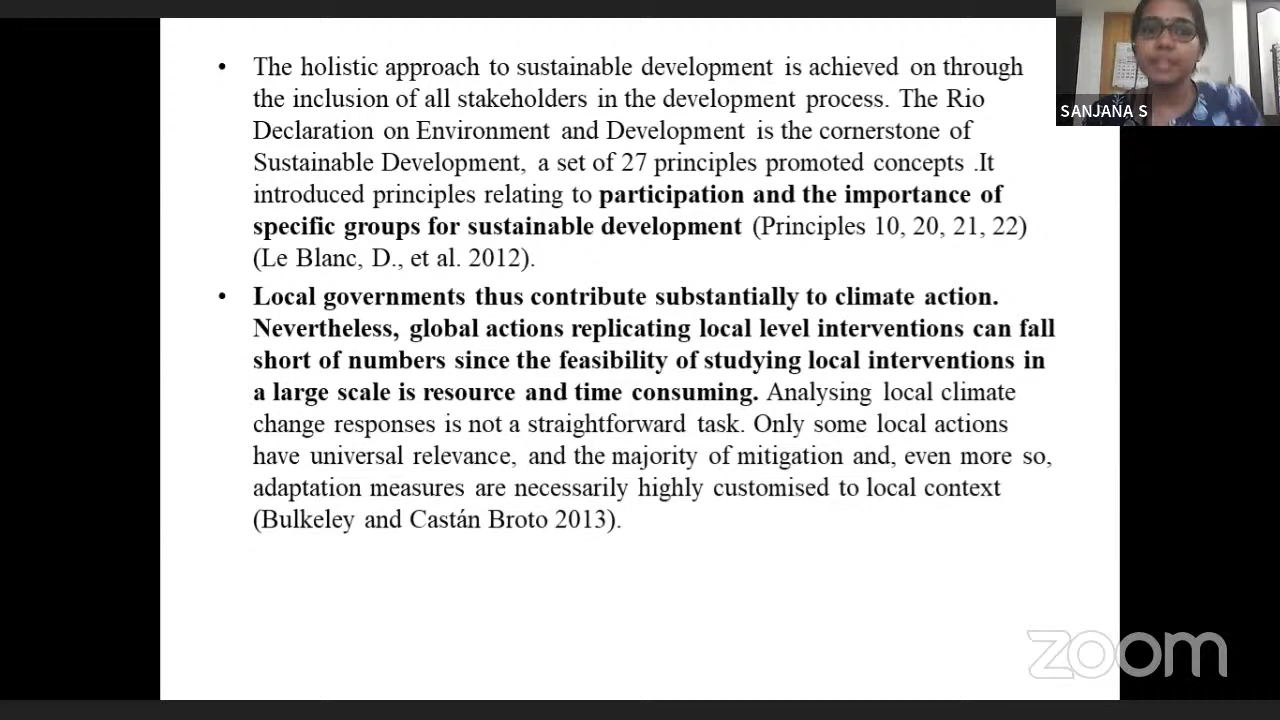 • The holistic approach to sustainable development is achieved on through
the inclusion of all stakeholders in the development process. The Rio
Declaration on Environment and Development is the cornerstone of
Sustainable Development, a set of 27 principles promoted concepts .It
introduced principles relating to participation and the importance of
specific groups for sustainable development (Principles 10, 20, 21, 22)
(Le Blanc, D., et al. 2012).
• Local governments thus contribute substantially to climate action.
Nevertheless, global actions replicating local level interventions can fall
short of numbers since the feasibility of studying local interventions in
a large scale is resource and time consuming. Analysing local climate
change responses is not a straightforward task. Only some local actions
have universal relevance, and the majority of mitigation and, even more so,
adaptation measures are necessarily highly customised to local context
(Bulkeley and Castán Broto 2013).
SANJANA S
zoom